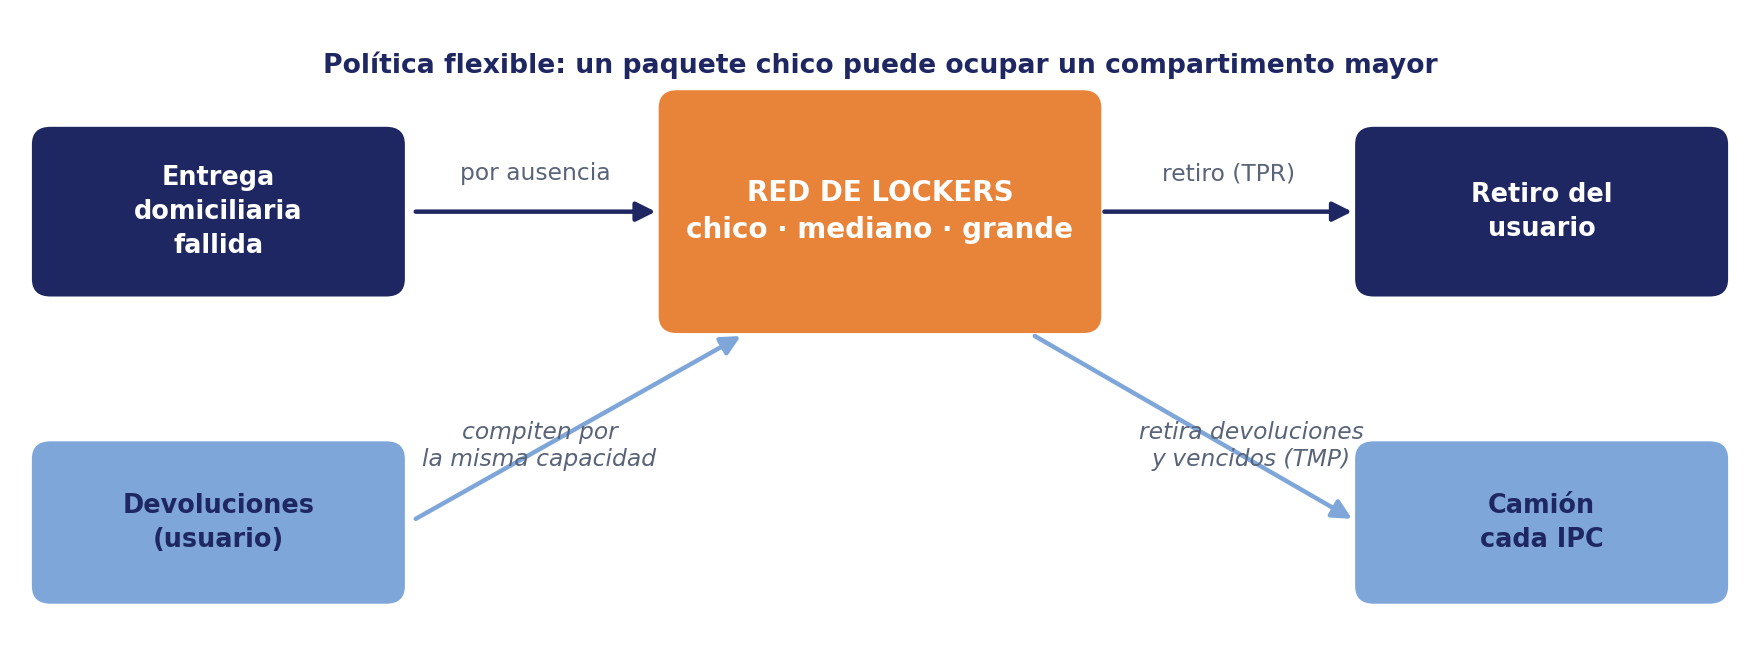 Política flexible: un paquete chico puede ocupar un compartimento mayor
Entrega
domiciliaria
fallida
por ausencia
RED DE LOCKERS
chico · mediano · grande
retiro (TPR)
Retiro del
usuario
compiten por
la misma capacidad
retira devoluciones
y vencidos (TMP)
Devoluciones
(usuario)
Camión
cada IPC